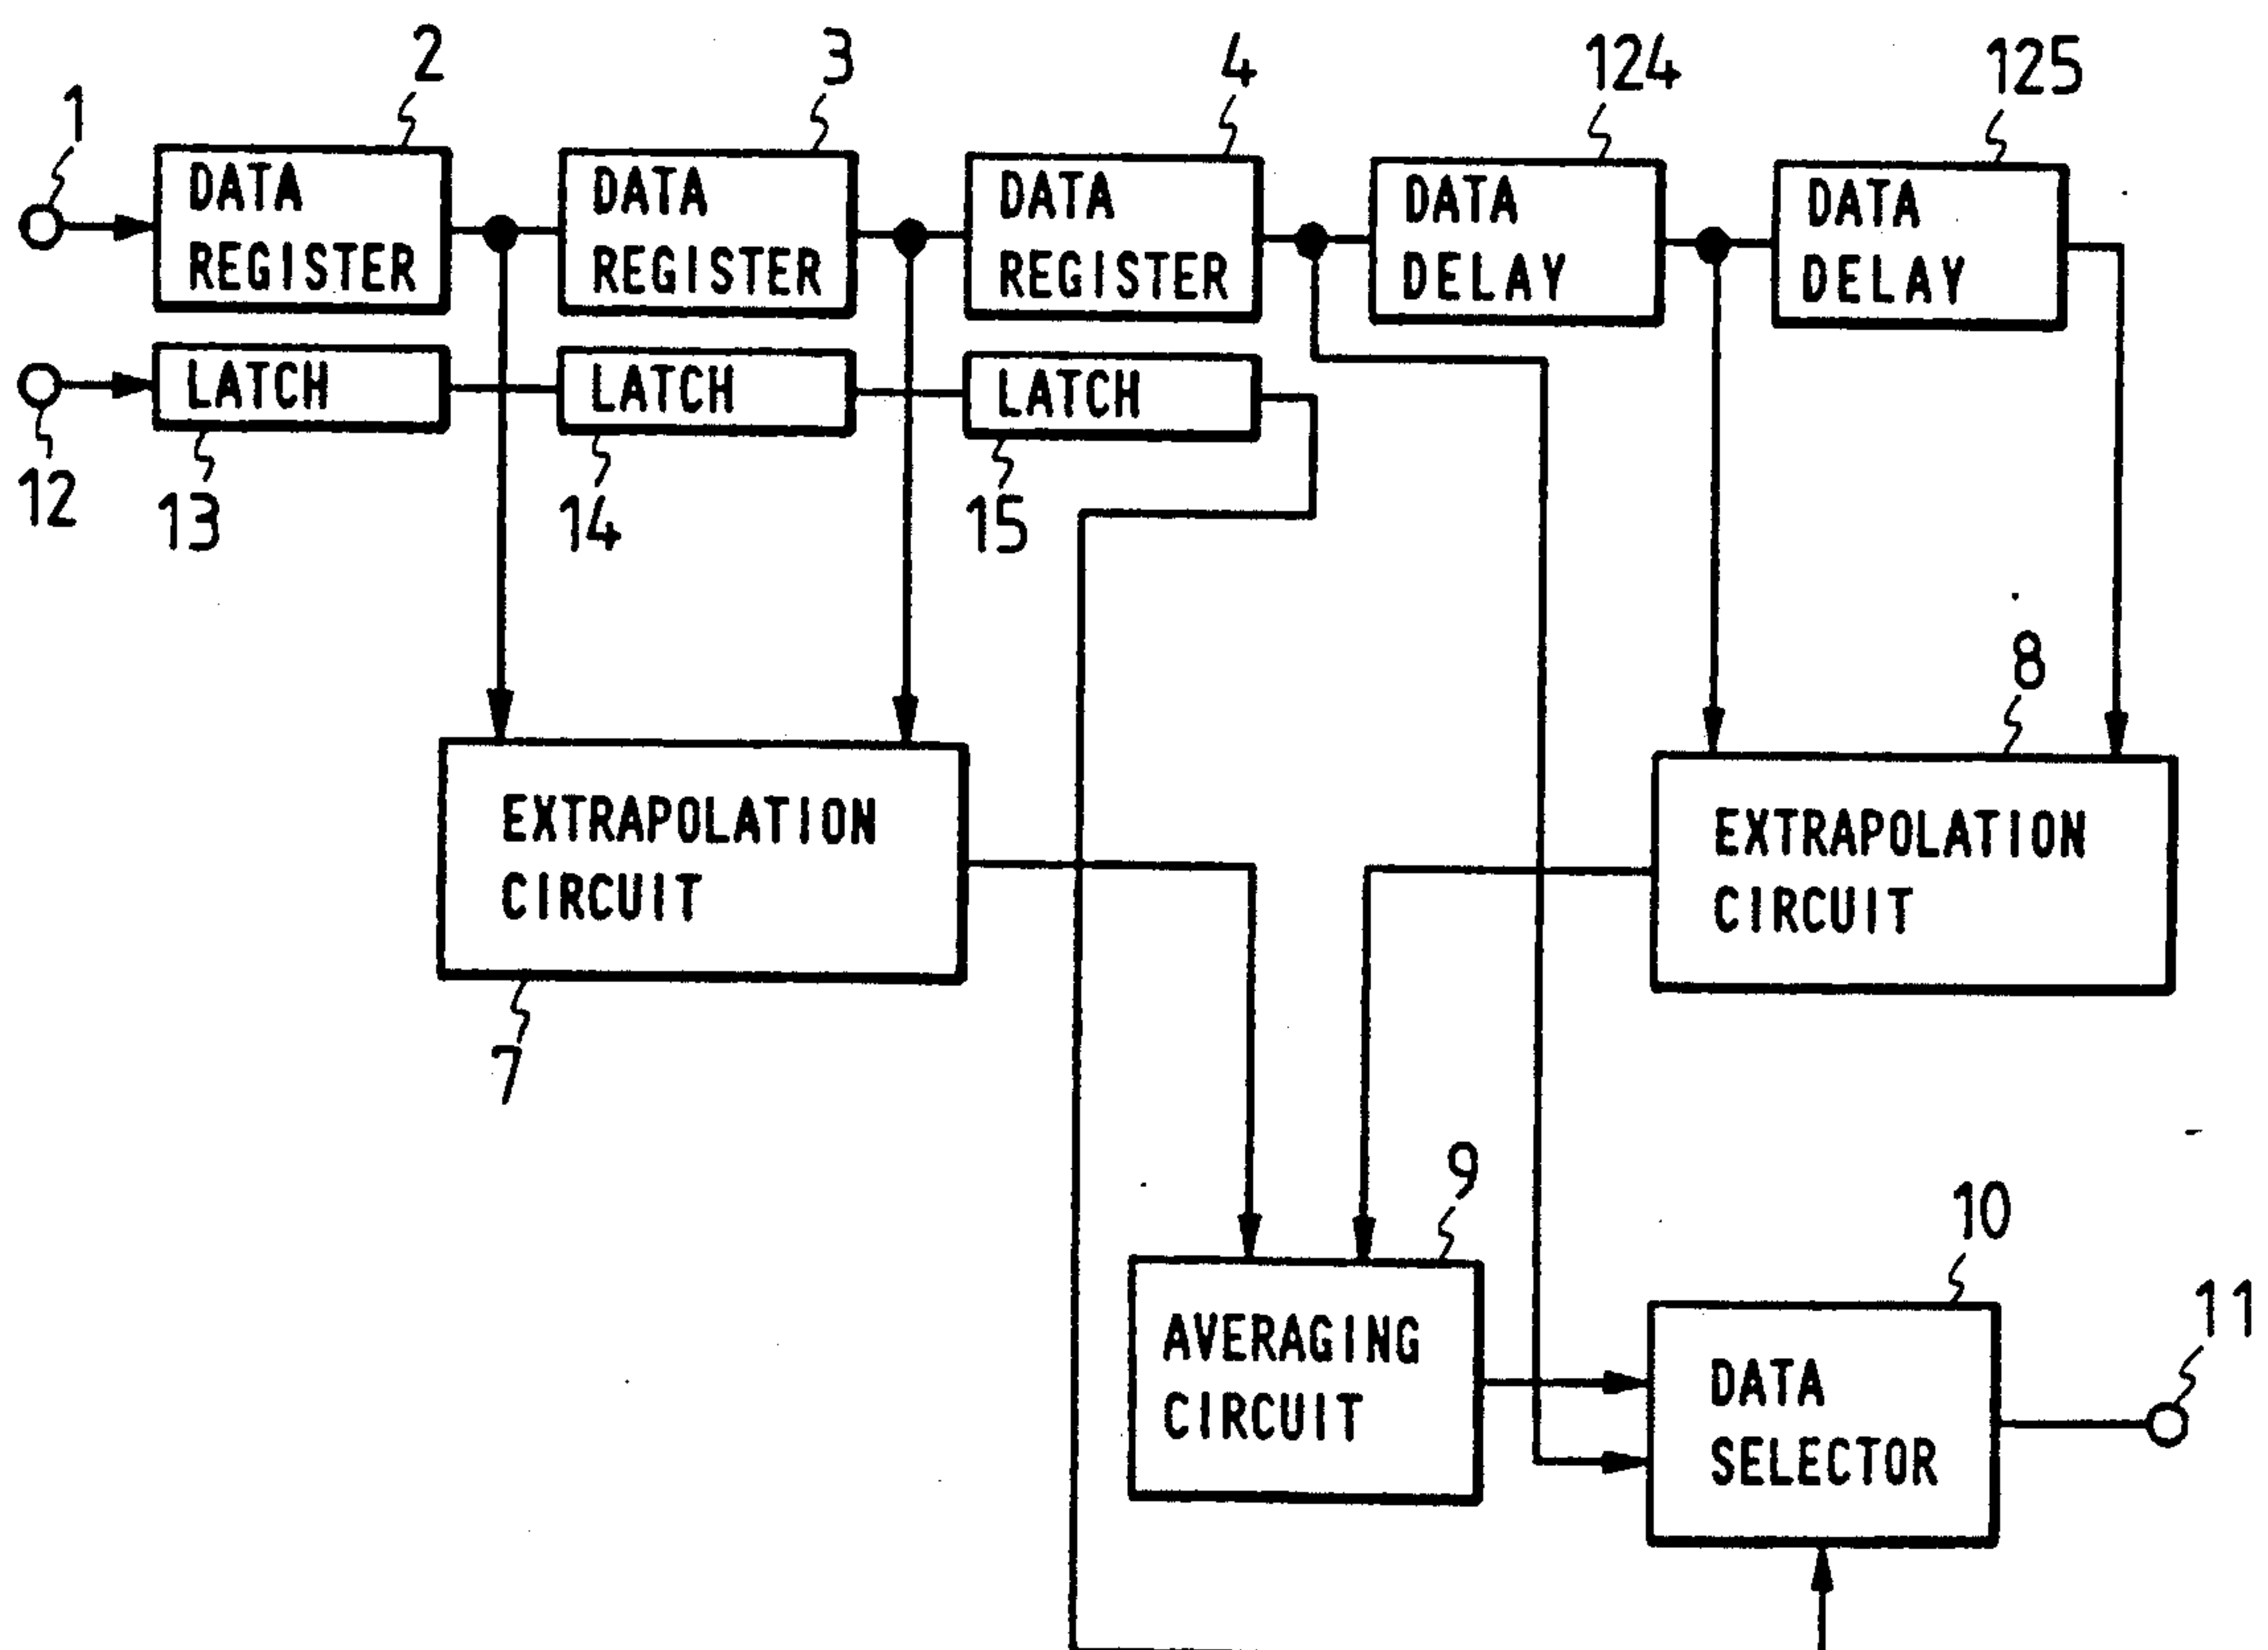 1
2
3
4
124
125
DATA
REGISTER
DATA
REGISTER
DATA
REGISTER
DATA
DELAY
DATA
DELAY
LATCH
LATCH
LATCH
12
13
14
15
8
EXTRAPOLATION
CIRCUIT
EXTRAPOLATION
CIRCUIT
7
9
10
11
AVERAGING
CIRCUIT
DATA
SELECTOR